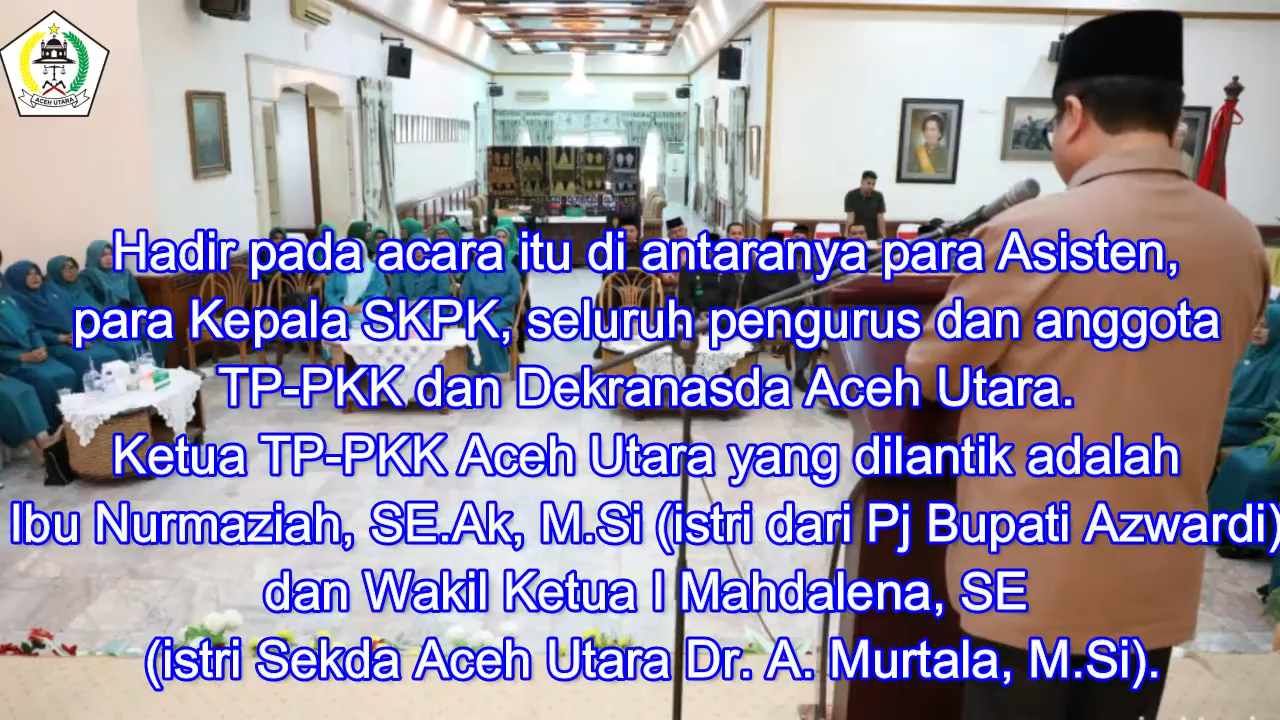 ACEH UTARA
Hadir pada acara itu di antaranya para Asisten,
para Kepala SKPK, seluruh pengurus dan anggota
TP-PKK dan Dekranasda Aceh Utara.
Ketua TP-PKK Aceh Utara yang dilantik adalah
Ibu Nurmaziah, SE.Ak, M.Si (istri dari Pj Bupati Azwardi)
dan Wakil Ketua I Mahdalena, SE
(istri Sekda Aceh Utara Dr. A. Murtala, M.Si).